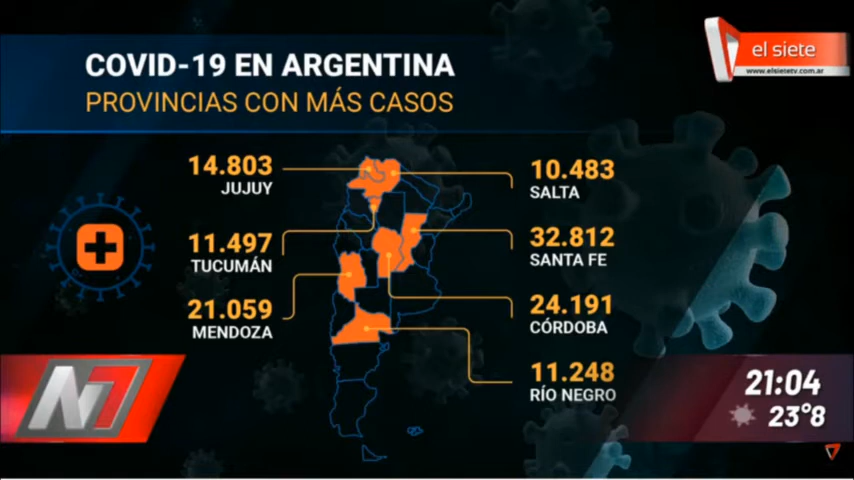 COVID-19 EN ARGENTINA
PROVINCIAS CON MÁS CASOS
el siete
www.elsietetv.com.ar
14.803
JUJUY
11.497
TUCUMÁN
21.059
MENDOZA
10.483
SALTA
32.812
SANTA FE
24.191
CÓRDOBA
11.248
RÍO NEGRO
N7
21:04
23°8